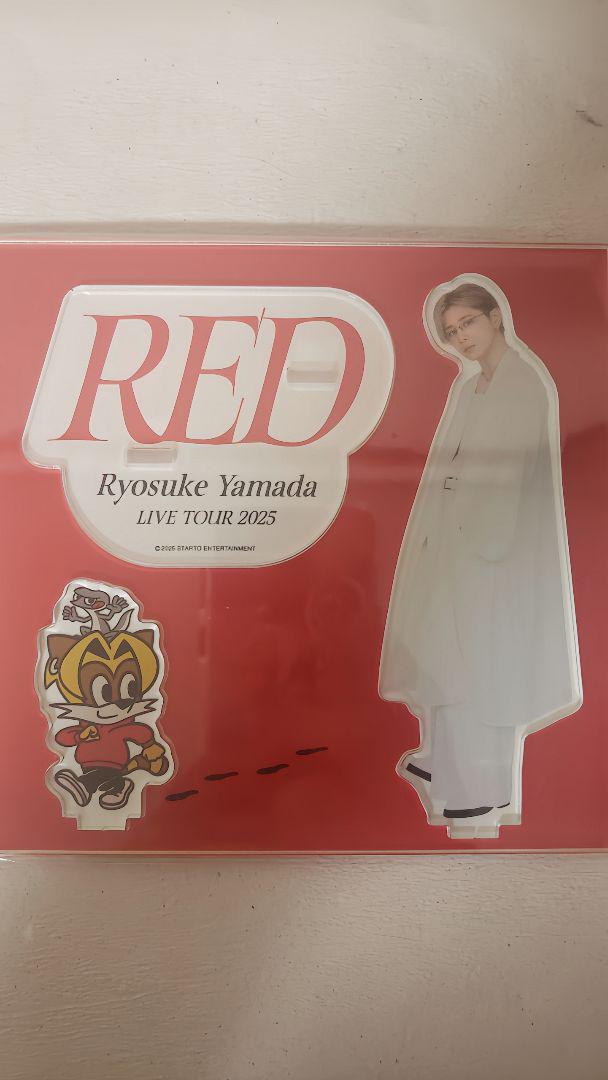 RED
Ryosuke Yamada
LIVE TOUR 2025
© 2025 STARTO ENTERTAINMENT